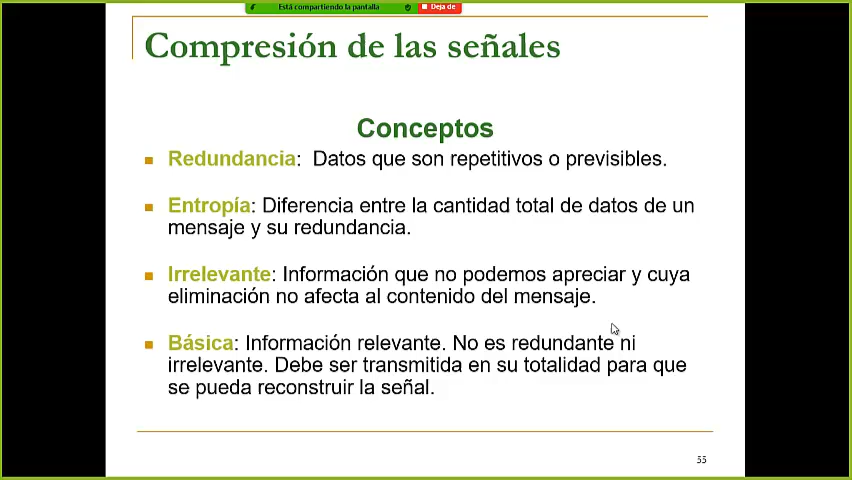 Está compartiendo la pantalla
Deja de
Compresión de las señales
Conceptos
Redundancia: Datos que son repetitivos o previsibles.
Entropía: Diferencia entre la cantidad total de datos de un
mensaje y su redundancia.
Irrelevante: Información que no podemos apreciar y cuya
eliminación no afecta al contenido del mensaje.
Básica: Información relevante. No es redundante ni
irrelevante. Debe ser transmitida en su totalidad para que
se pueda reconstruir la señal.
55